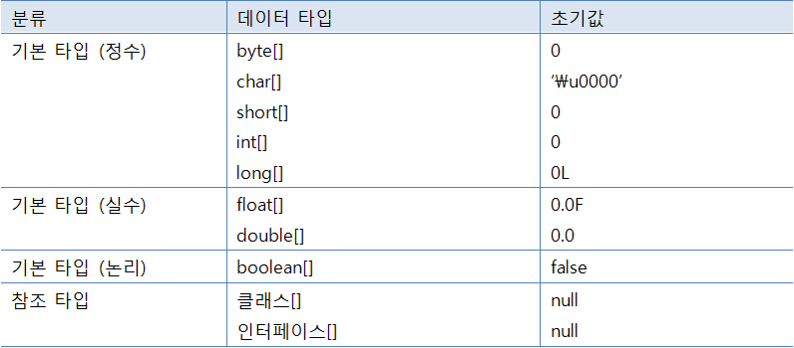 분류 데이터 타입 초기값
기본 타입 (정수) byte[] 0
char[] ‘₩u0000’
short[] 0
int[] 0
long[] 0L
기본 타입 (실수) float[] 0.0F
double[] 0.0
기본 타입 (논리) boolean[] false
참조 타입 클래스[] null
인터페이스[] null